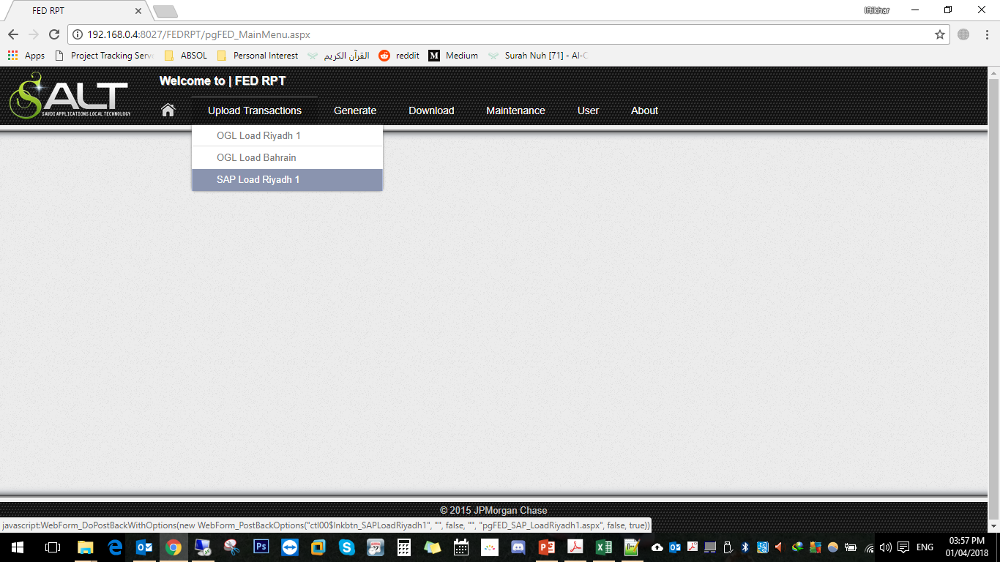 FED RPT
Iftikhar
192.168.0.4:8027/FEDRPT/pgFED_MainMenu.aspx
Apps Project Tracking Serv ABSOL Personal Interest القرآن الكريم reddit M Medium Surah Nuh [71] - Al-C
SALT
SAUDI APPLICATIONS LOCAL TECHNOLOGY
Welcome to | FED RPT
Upload Transactions Generate Download Maintenance User About
OGL Load Riyadh 1
OGL Load Bahrain
SAP Load Riyadh 1
© 2015 JPMorgan Chase
javascript:WebForm_DoPostBackWithOptions(new WebForm_PostBackOptions("ctl00$lnkbtn_SAPLoadRiyadh1", "", false, "", "pgFED_SAP_LoadRiyadh1.aspx", false, true))
Ps ENG 03:57 PM
01/04/2018